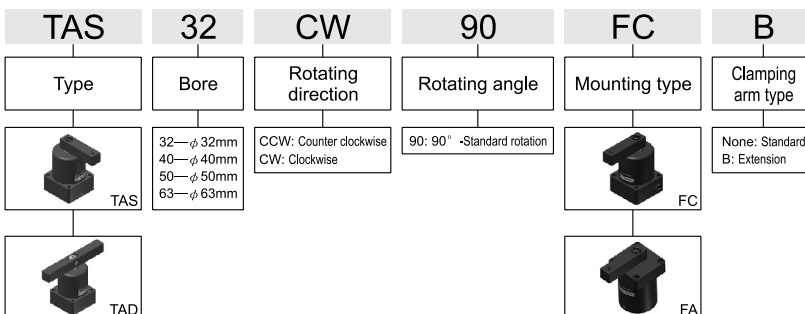 TAS 32 CW 90 FC B
Type Bore Rotating direction Rotating angle Mounting type Clamping arm type
TAS
32—ϕ32mm
40—ϕ40mm
50—ϕ50mm
63—ϕ63mm
CCW: Counter clockwise
CW: Clockwise
90: 90° -Standard rotation
FC
None: Standard
B: Extension
TAD
FA